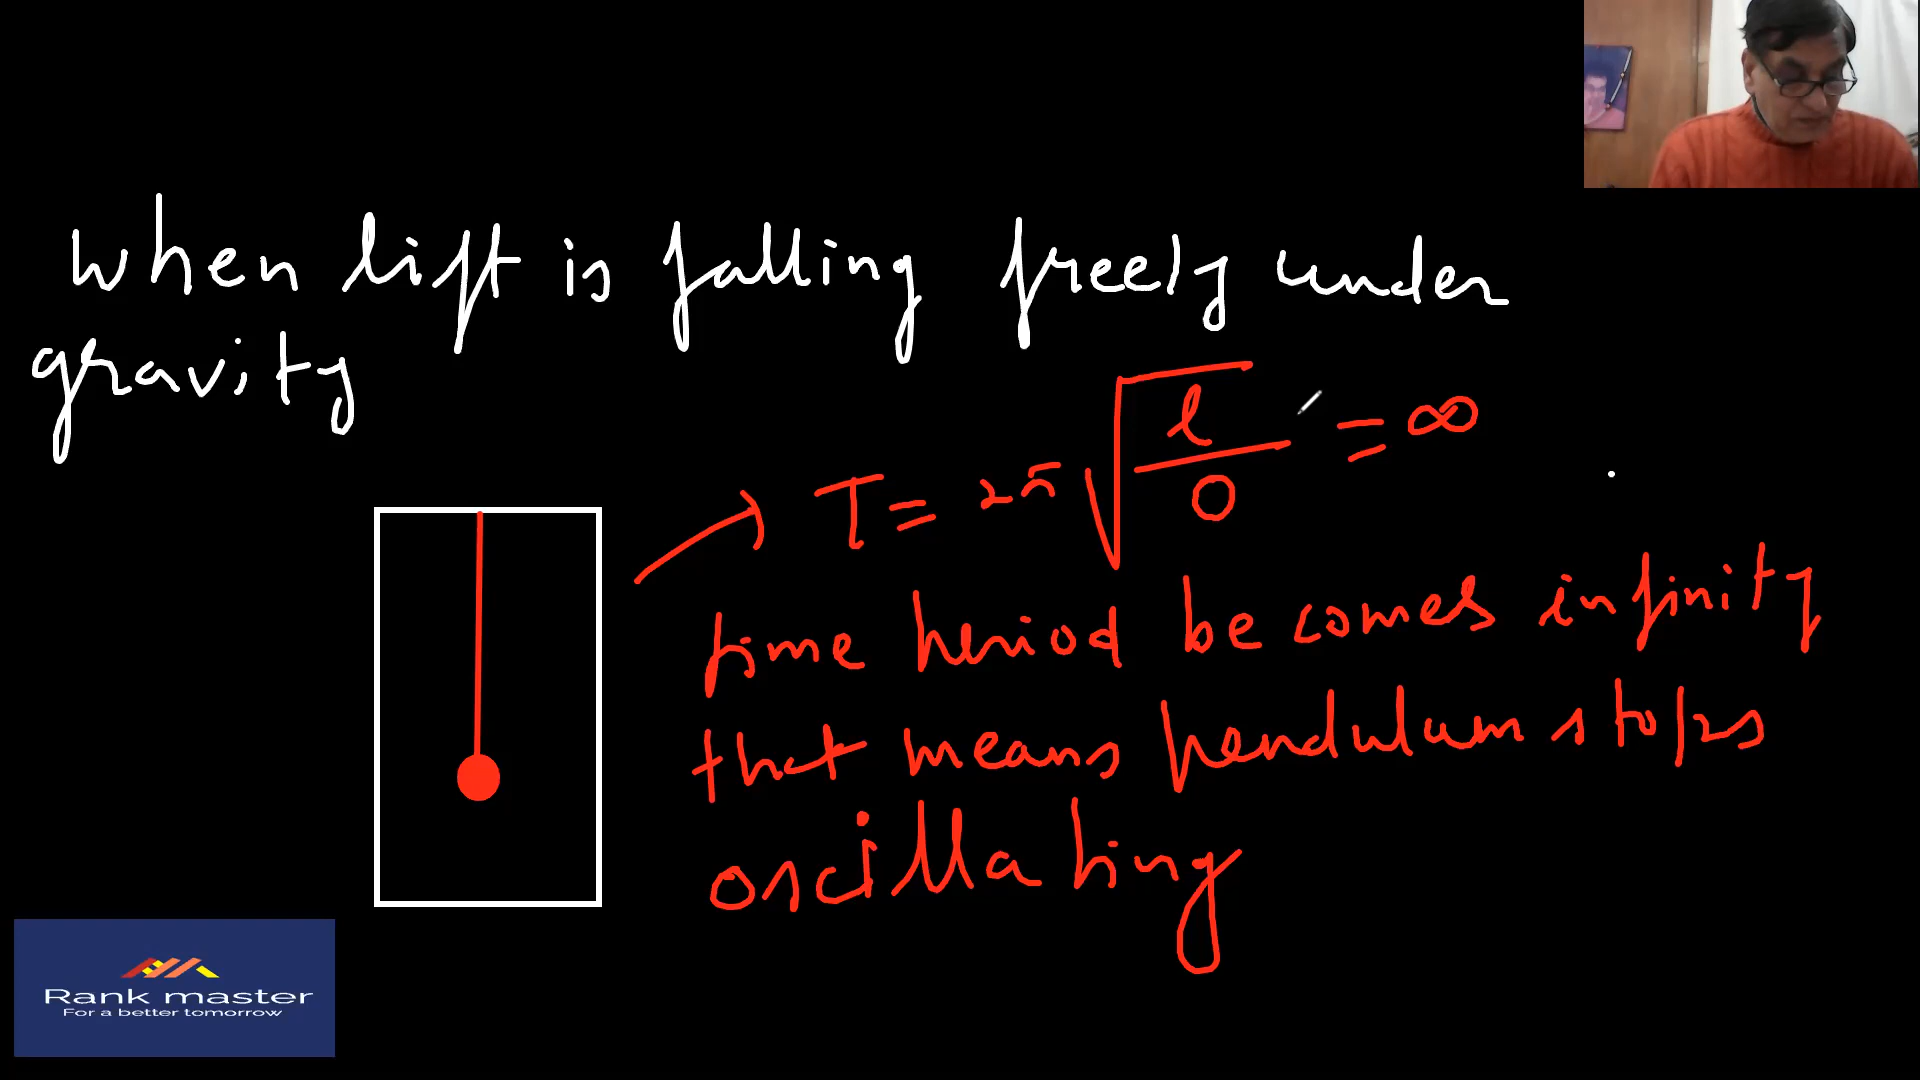 When lift is falling freely under
gravity
T = 2π √(l/0) = ∞
time period becomes infinity
that means pendulum stops
oscillating
Rank master
For a better tomorrow